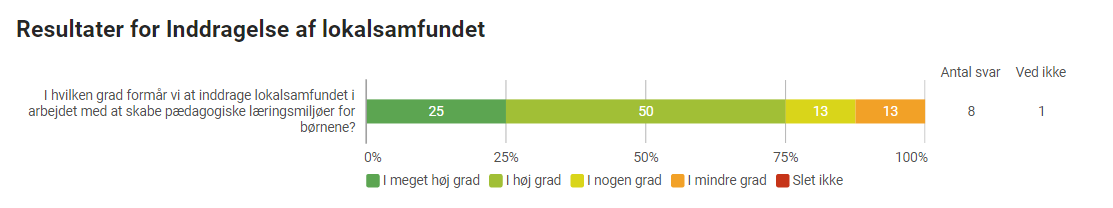 Resultater for Inddragelse af lokalsamfundet
Antal svar
Ved ikke
I hvilken grad formår vi at inddrage lokalsamfundet i
arbejdet med at skabe pædagogiske læringsmiljøer for
børnene?
25
50
13
13
8
1
0%
25%
50%
75%
100%
I meget høj grad
I høj grad
I nogen grad
I mindre grad
Slet ikke